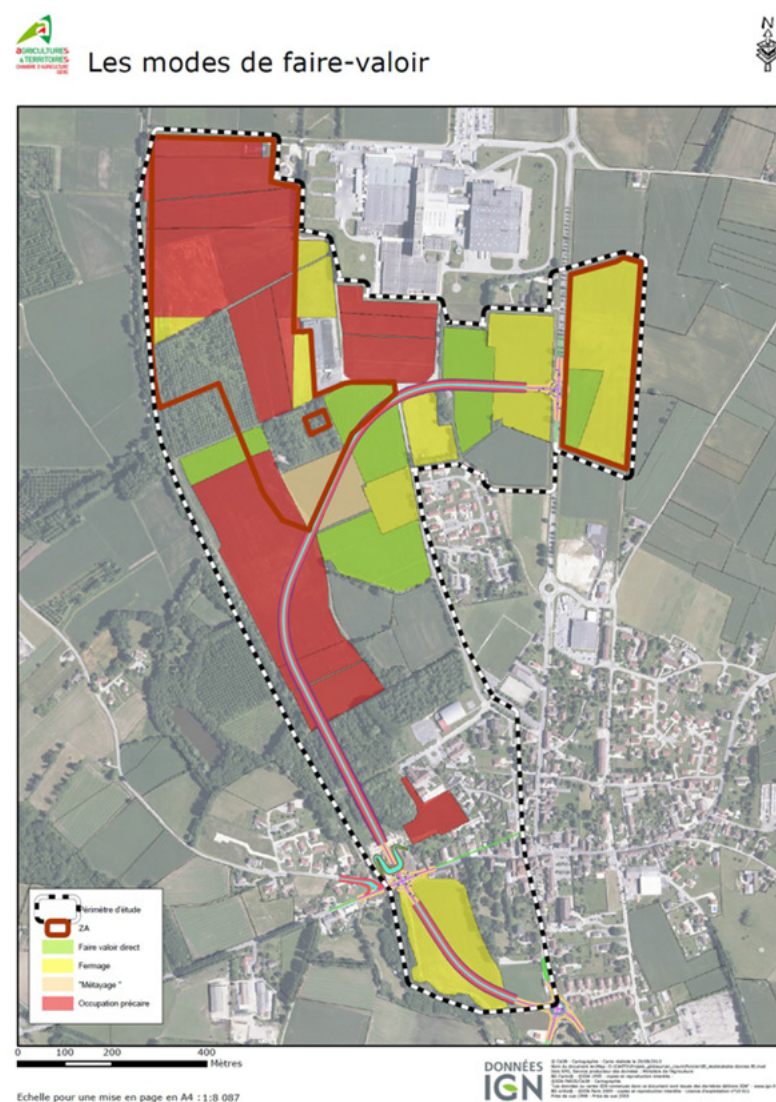 AGRICULTURES
& TERRITOIRES
CHAMBRE D'AGRICULTURE
ISÈRE
Les modes de faire-valoir
N
Périmètre d'étude
ZA
Faire valoir direct
Fermage
"Métayage "
Occupation précaire
0 100 200 400
Mètres
Echelle pour une mise en page en A4 :1:8 087
DONNÉES
IGN